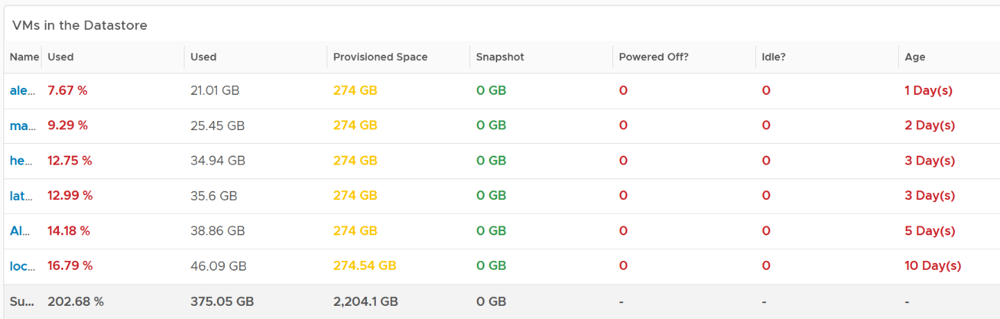 VMs in the Datastore
Name Used Used Provisioned Space Snapshot Powered Off? Idle? Age
ale... 7.67 % 21.01 GB 274 GB 0 GB 0 0 1 Day(s)
ma... 9.29 % 25.45 GB 274 GB 0 GB 0 0 2 Day(s)
he... 12.75 % 34.94 GB 274 GB 0 GB 0 0 3 Day(s)
lat... 12.99 % 35.6 GB 274 GB 0 GB 0 0 3 Day(s)
Al... 14.18 % 38.86 GB 274 GB 0 GB 0 0 5 Day(s)
loc... 16.79 % 46.09 GB 274.54 GB 0 GB 0 0 10 Day(s)
Su... 202.68 % 375.05 GB 2,204.1 GB 0 GB - - -